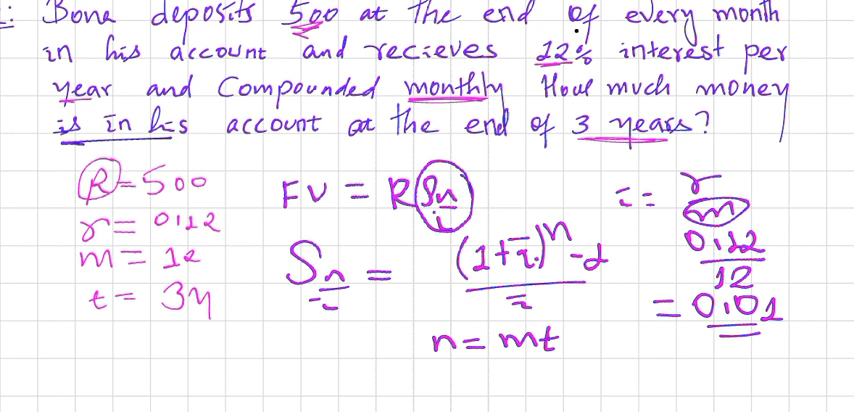 : Bona deposits 500 at the end of every month
in his account and recieves 12% interest per
year and Compounded monthly How much money
is in his account at the end of 3 years?
R = 500
r = 0.12
m = 12
t = 3y
FV = R Sn/i
Sn/i = (1+i)^n - 1 / i
n = mt
i = r/m
0.12/12
= 0.01